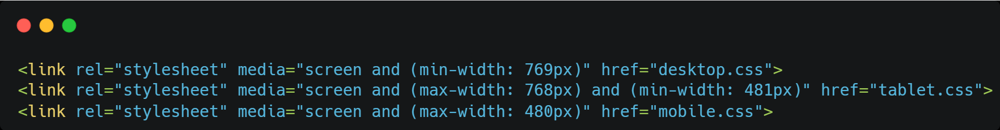 <link rel="stylesheet" media="screen and (min-width: 769px)" href="desktop.css">
<link rel="stylesheet" media="screen and (max-width: 768px) and (min-width: 481px)" href="tablet.css">
<link rel="stylesheet" media="screen and (max-width: 480px)" href="mobile.css">